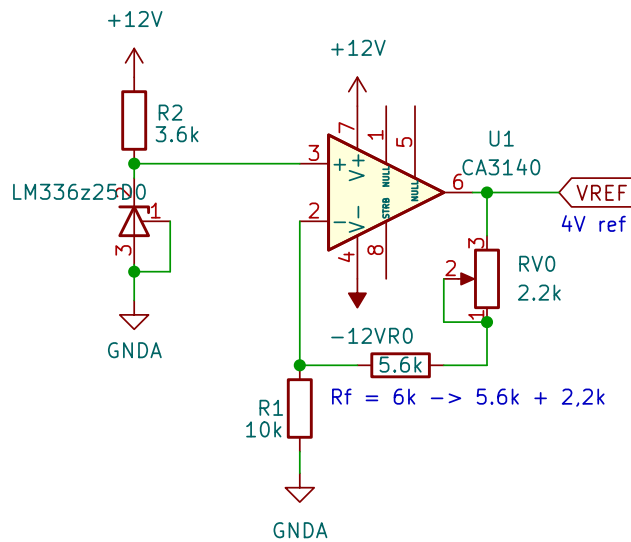 +12V
+12V
R2
3.6k
7
1
5
U1
CA3140
3
+
V+
NULL
6
VREF
4V ref
LM336z25D0
2
1
3
2
−
V-
STRB
NULL
4
8
3
2
1
RV0
2.2k
-12VR0
5.6k
GNDA
R1
10k
Rf = 6k -> 5.6k + 2,2k
GNDA